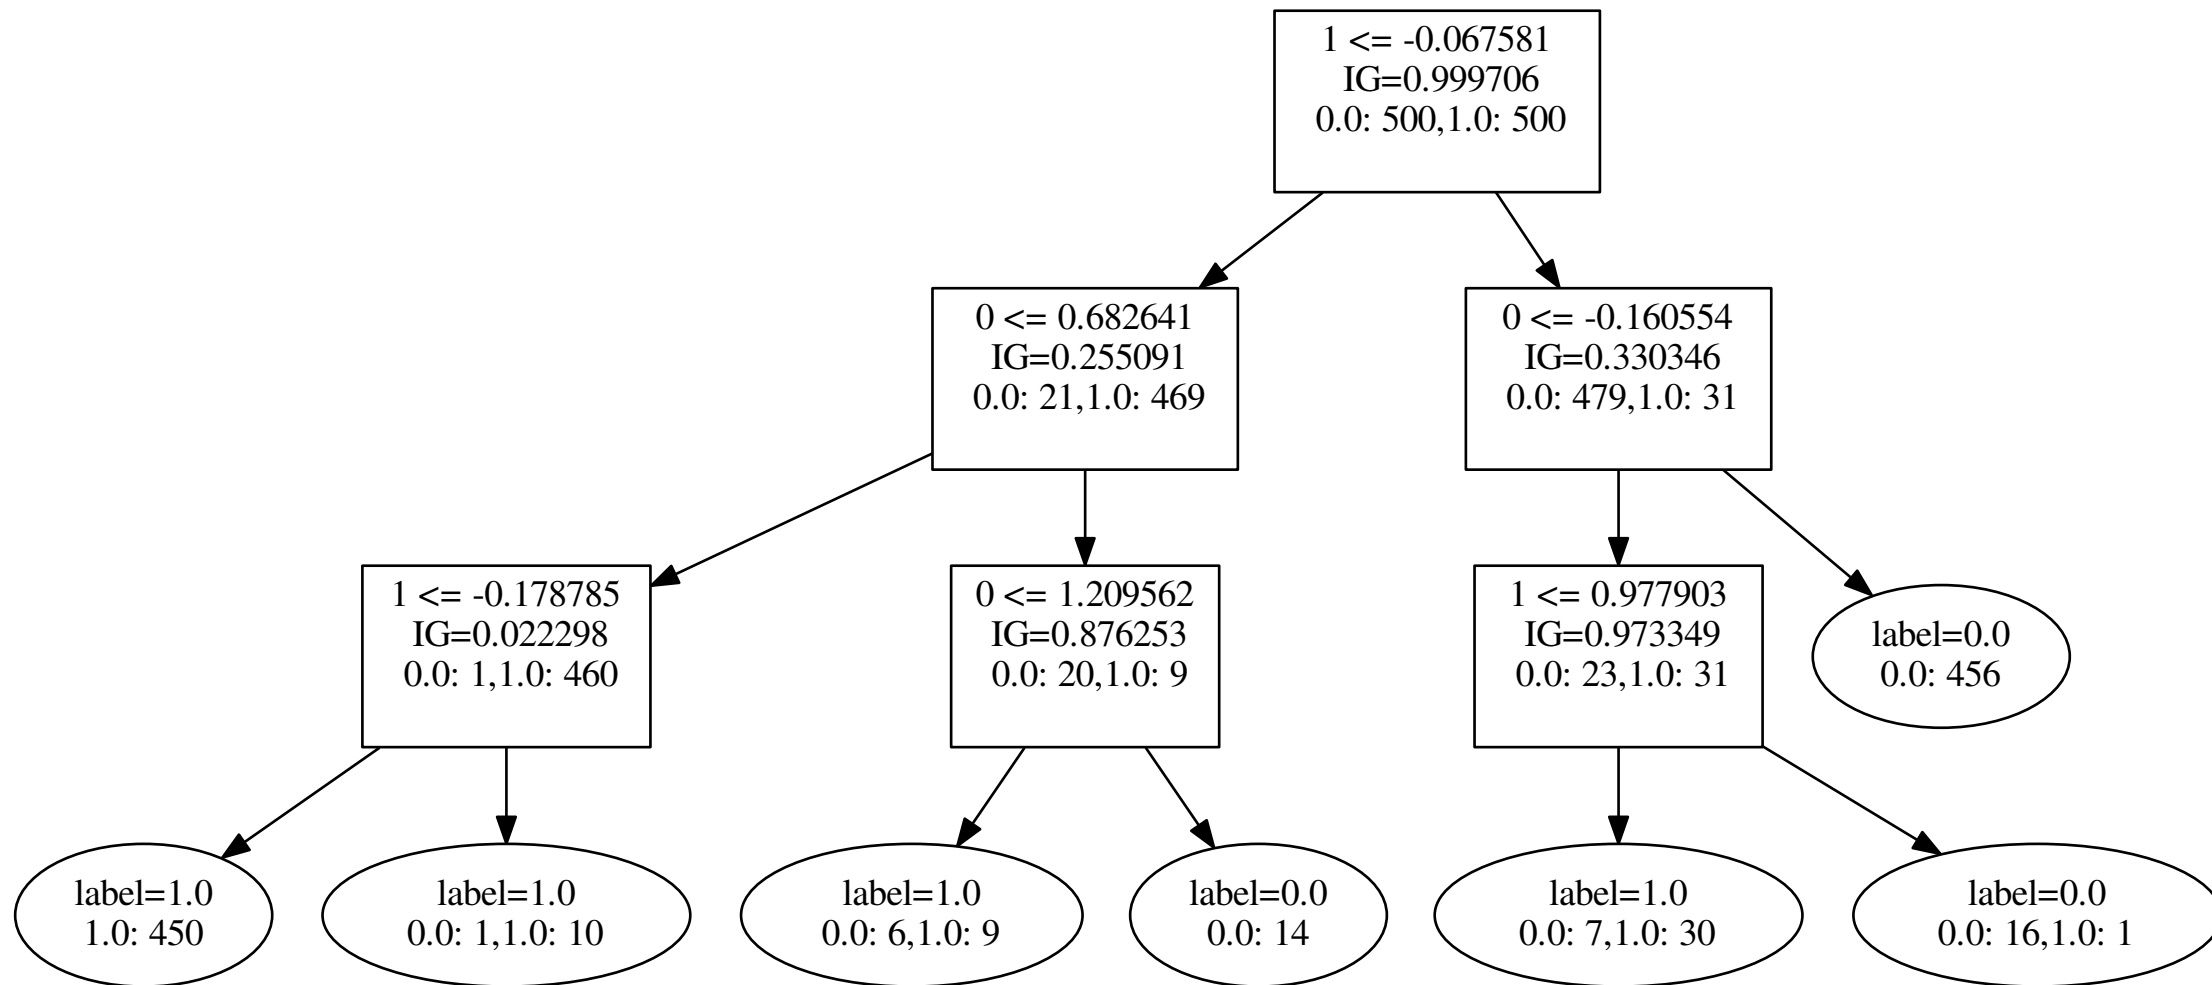 1 <= -0.067581
IG=0.999706
0.0: 500,1.0: 500
0 <= 0.682641
IG=0.255091
0.0: 21,1.0: 469
0 <= -0.160554
IG=0.330346
0.0: 479,1.0: 31
1 <= -0.178785
IG=0.022298
0.0: 1,1.0: 460
0 <= 1.209562
IG=0.876253
0.0: 20,1.0: 9
1 <= 0.977903
IG=0.973349
0.0: 23,1.0: 31
label=0.0
0.0: 456
label=1.0
1.0: 450
label=1.0
0.0: 1,1.0: 10
label=1.0
0.0: 6,1.0: 9
label=0.0
0.0: 14
label=1.0
0.0: 7,1.0: 30
label=0.0
0.0: 16,1.0: 1